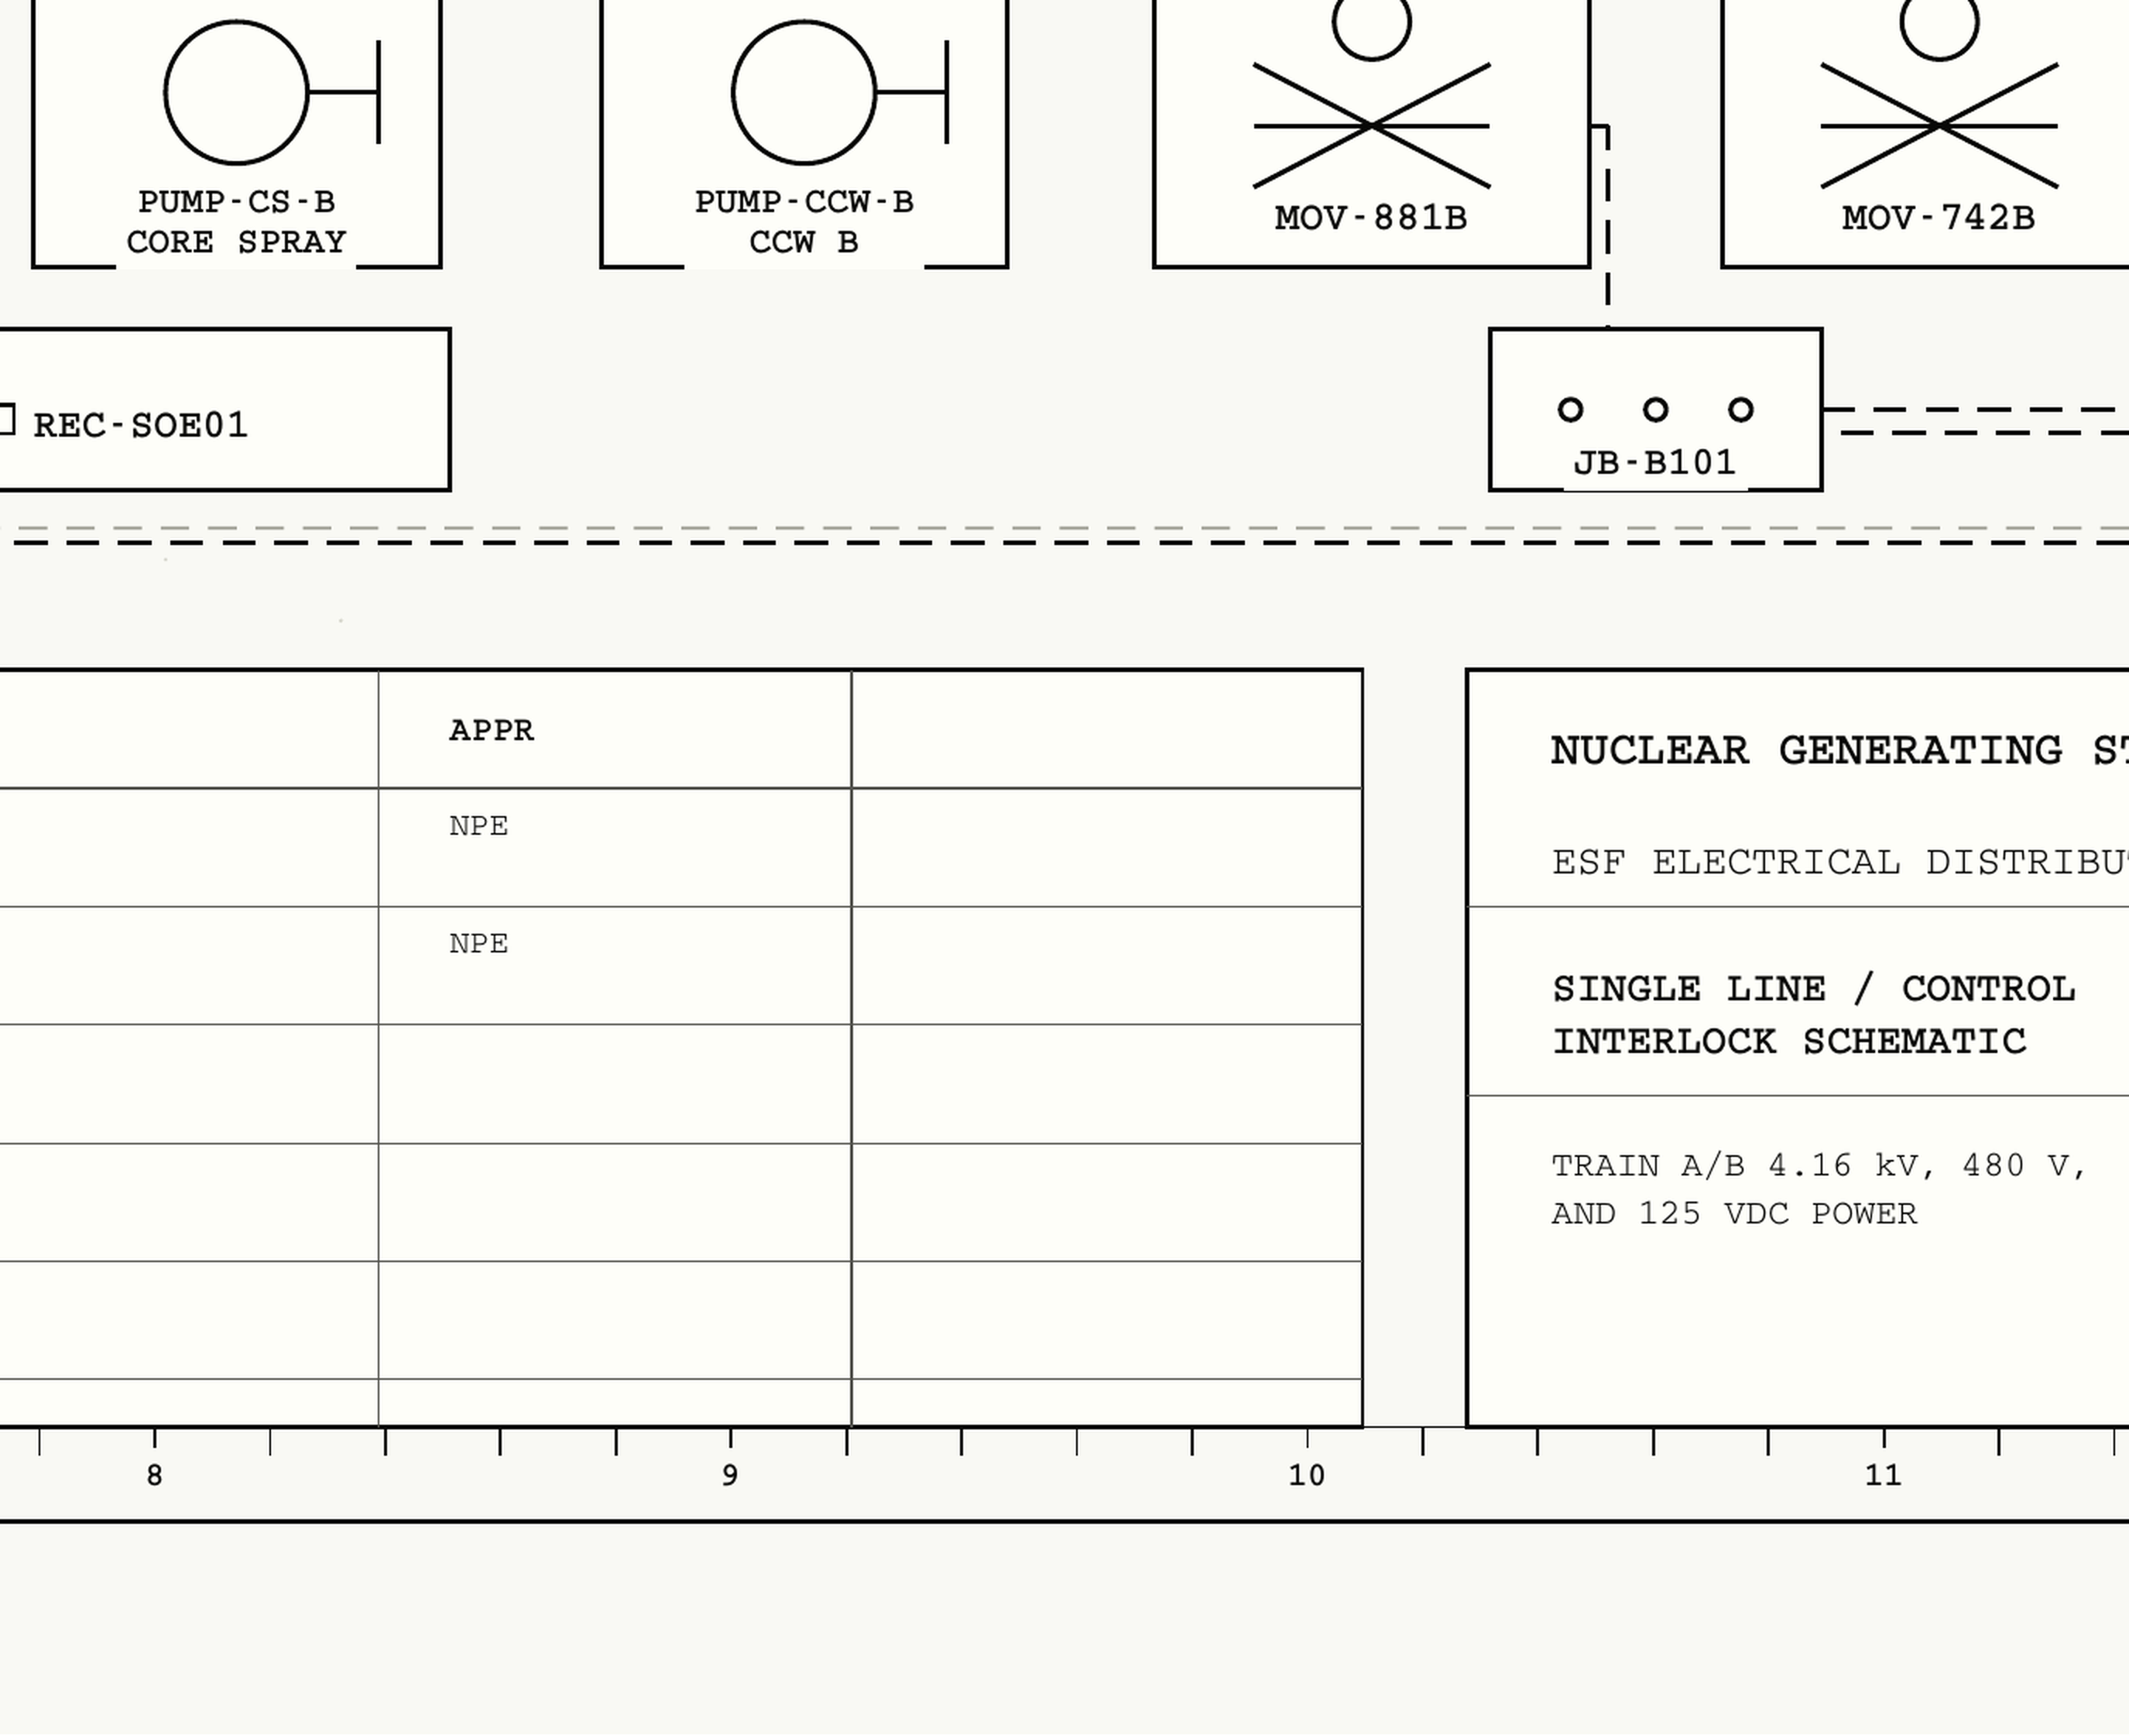 PUMP-CS-B
CORE SPRAY
PUMP-CCW-B
CCW B
MOV-881B
MOV-742B
REC-SOE01
JB-B101
APPR
NPE
NPE
NUCLEAR GENERATING ST
ESF ELECTRICAL DISTRIBUT
SINGLE LINE / CONTROL
INTERLOCK SCHEMATIC
TRAIN A/B 4.16 kV, 480 V,
AND 125 VDC POWER
8 9 10 11